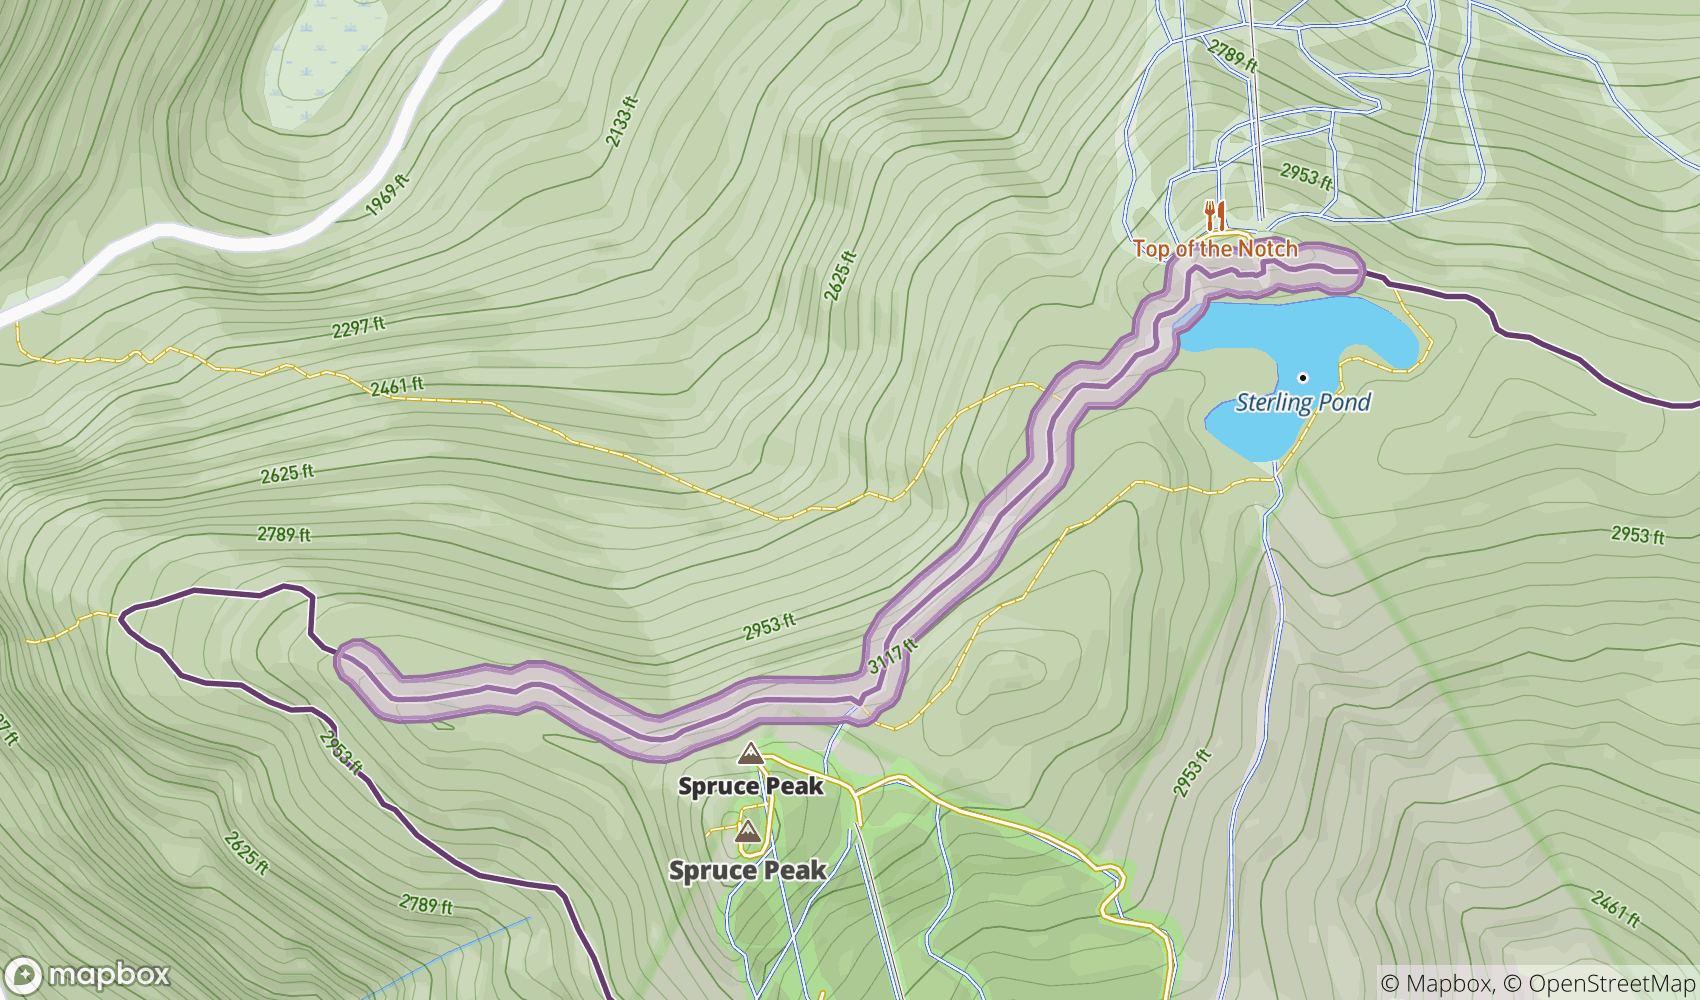 2789 ft
2133 ft
1969 ft
2953 ft
Top of the Notch
2625 ft
2297 ft
2461 ft
Sterling Pond
2625 ft
2789 ft
2953 ft
2953 ft
3117 ft
2953 ft
2953 ft
Spruce Peak
2625 ft
Spruce Peak
2789 ft
2461 ft
mapbox
© Mapbox, © OpenStreetMap